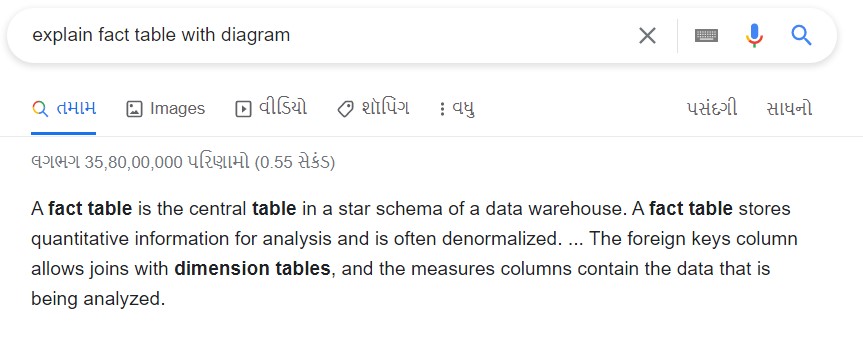 explain fact table with diagram
તમામ Images વીડિયો શૉપિંગ વધુ પસંદગી સાધનો
લગભગ 35,80,00,000 પરિણામો (0.55 સેકંડ)
A fact table is the central table in a star schema of a data warehouse. A fact table stores
quantitative information for analysis and is often denormalized. ... The foreign keys column
allows joins with dimension tables, and the measures columns contain the data that is
being analyzed.